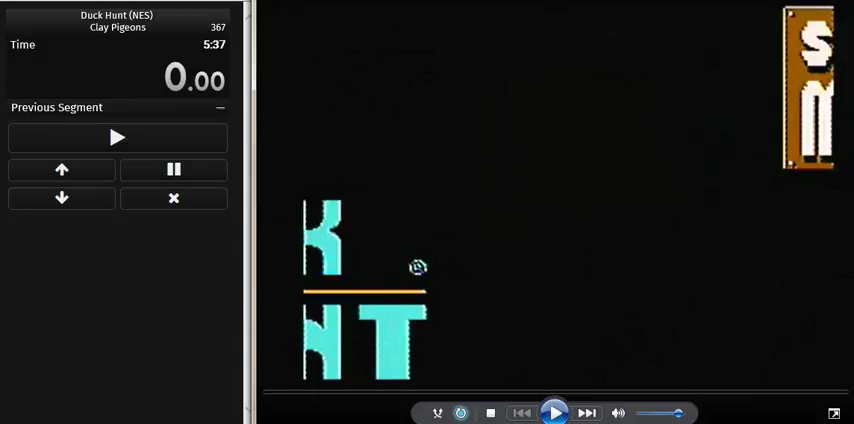 Duck Hunt (NES)
Clay Pigeons 367
Time 5:37
0.00
Previous Segment —
S
K
NT